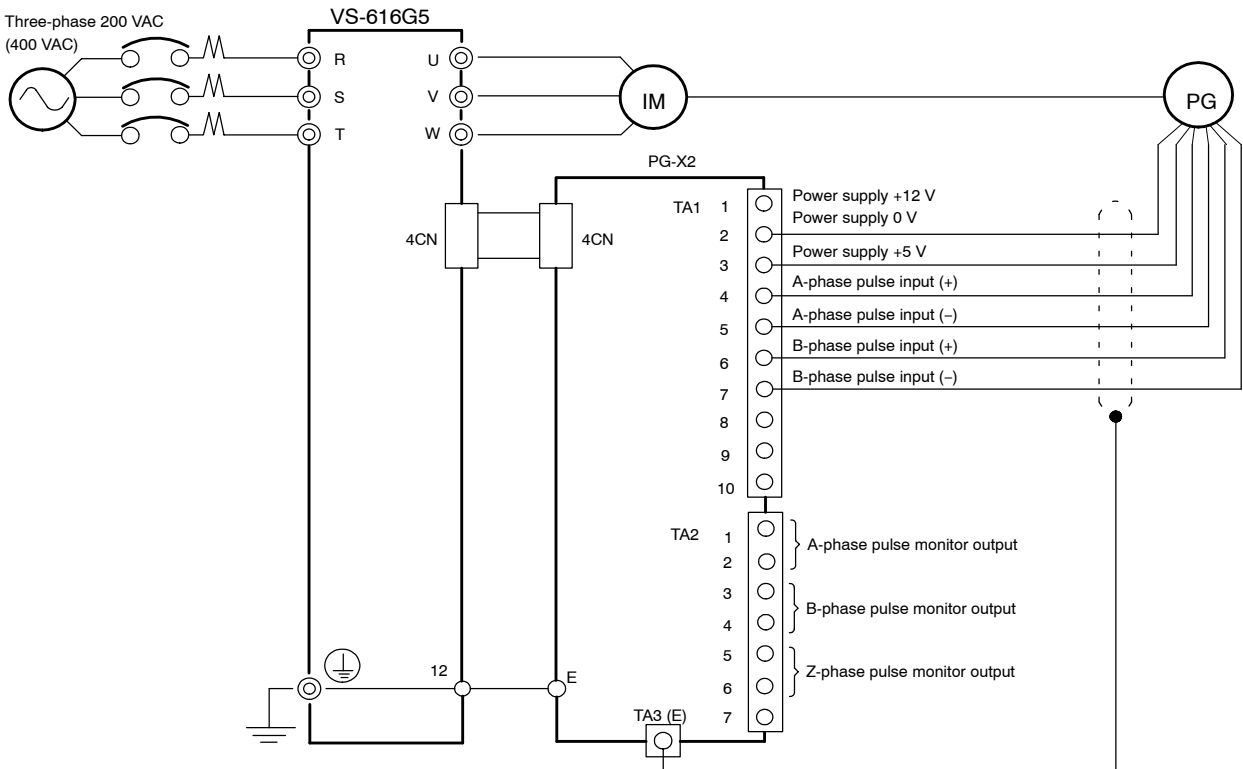 Three-phase 200 VAC
(400 VAC)
VS-616G5
R
S
T
U
V
W
IM
PG
PG-X2
4CN
4CN
TA1
1
Power supply +12 V
2
Power supply 0 V
3
Power supply +5 V
4
A-phase pulse input (+)
5
A-phase pulse input (−)
6
B-phase pulse input (+)
7
B-phase pulse input (−)
8
9
10
TA2
1
2
A-phase pulse monitor output
3
4
B-phase pulse monitor output
5
6
Z-phase pulse monitor output
7
12
E
TA3 (E)